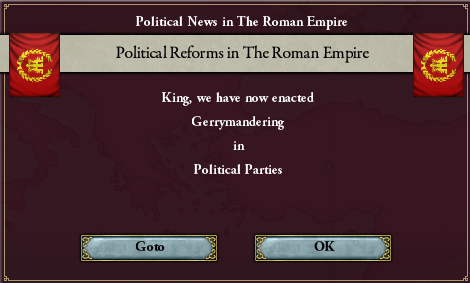 Political News in The Roman Empire
Political Reforms in The Roman Empire
King, we have now enacted
Gerrymandering
in
Political Parties
Goto
OK